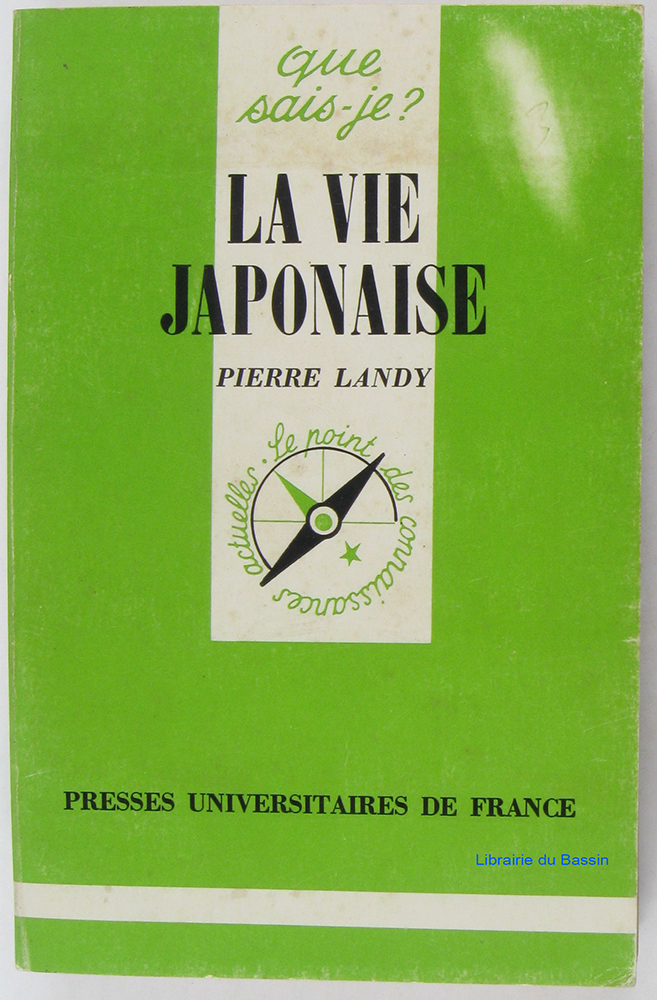 que
sais-je?
LA VIE
JAPONAISE
PIERRE LANDY
Le point des connaissances actuelles.
PRESSES UNIVERSITAIRES DE FRANCE
Librairie du Bassin